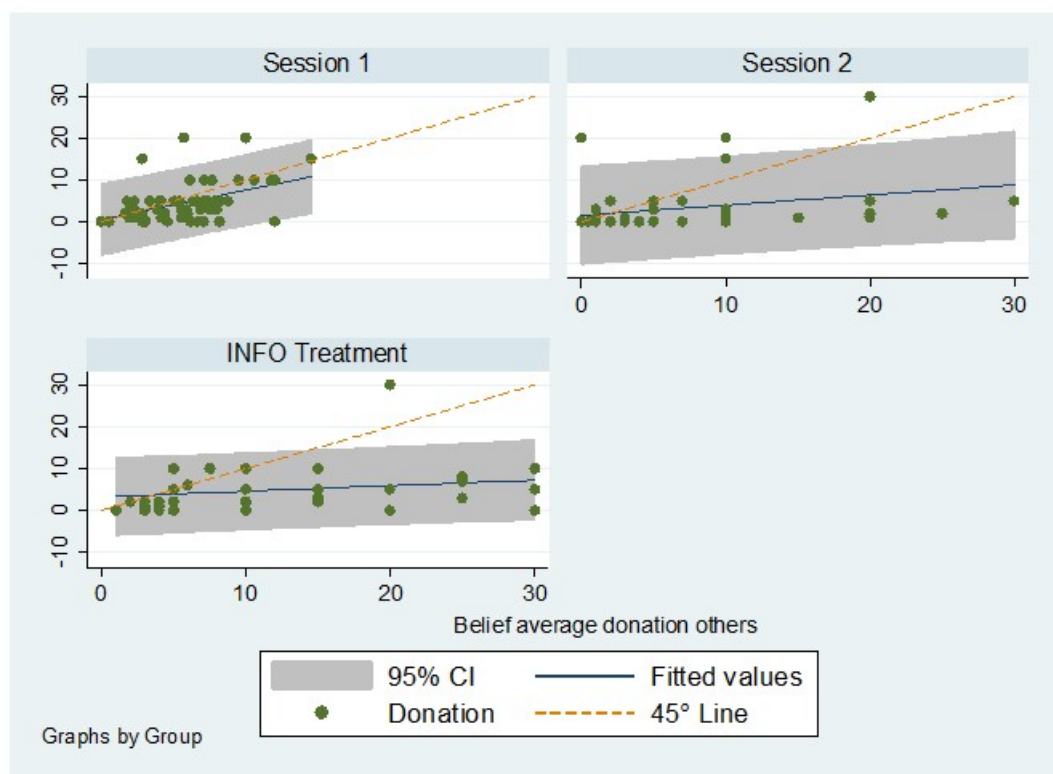 Session 1
Session 2
30
20
10
0
-10
0
10
20
30
INFO Treatment
30
20
10
0
-10
0
10
20
30
Belief average donation others
95% CI
Fitted values
Donation
45° Line
Graphs by Group